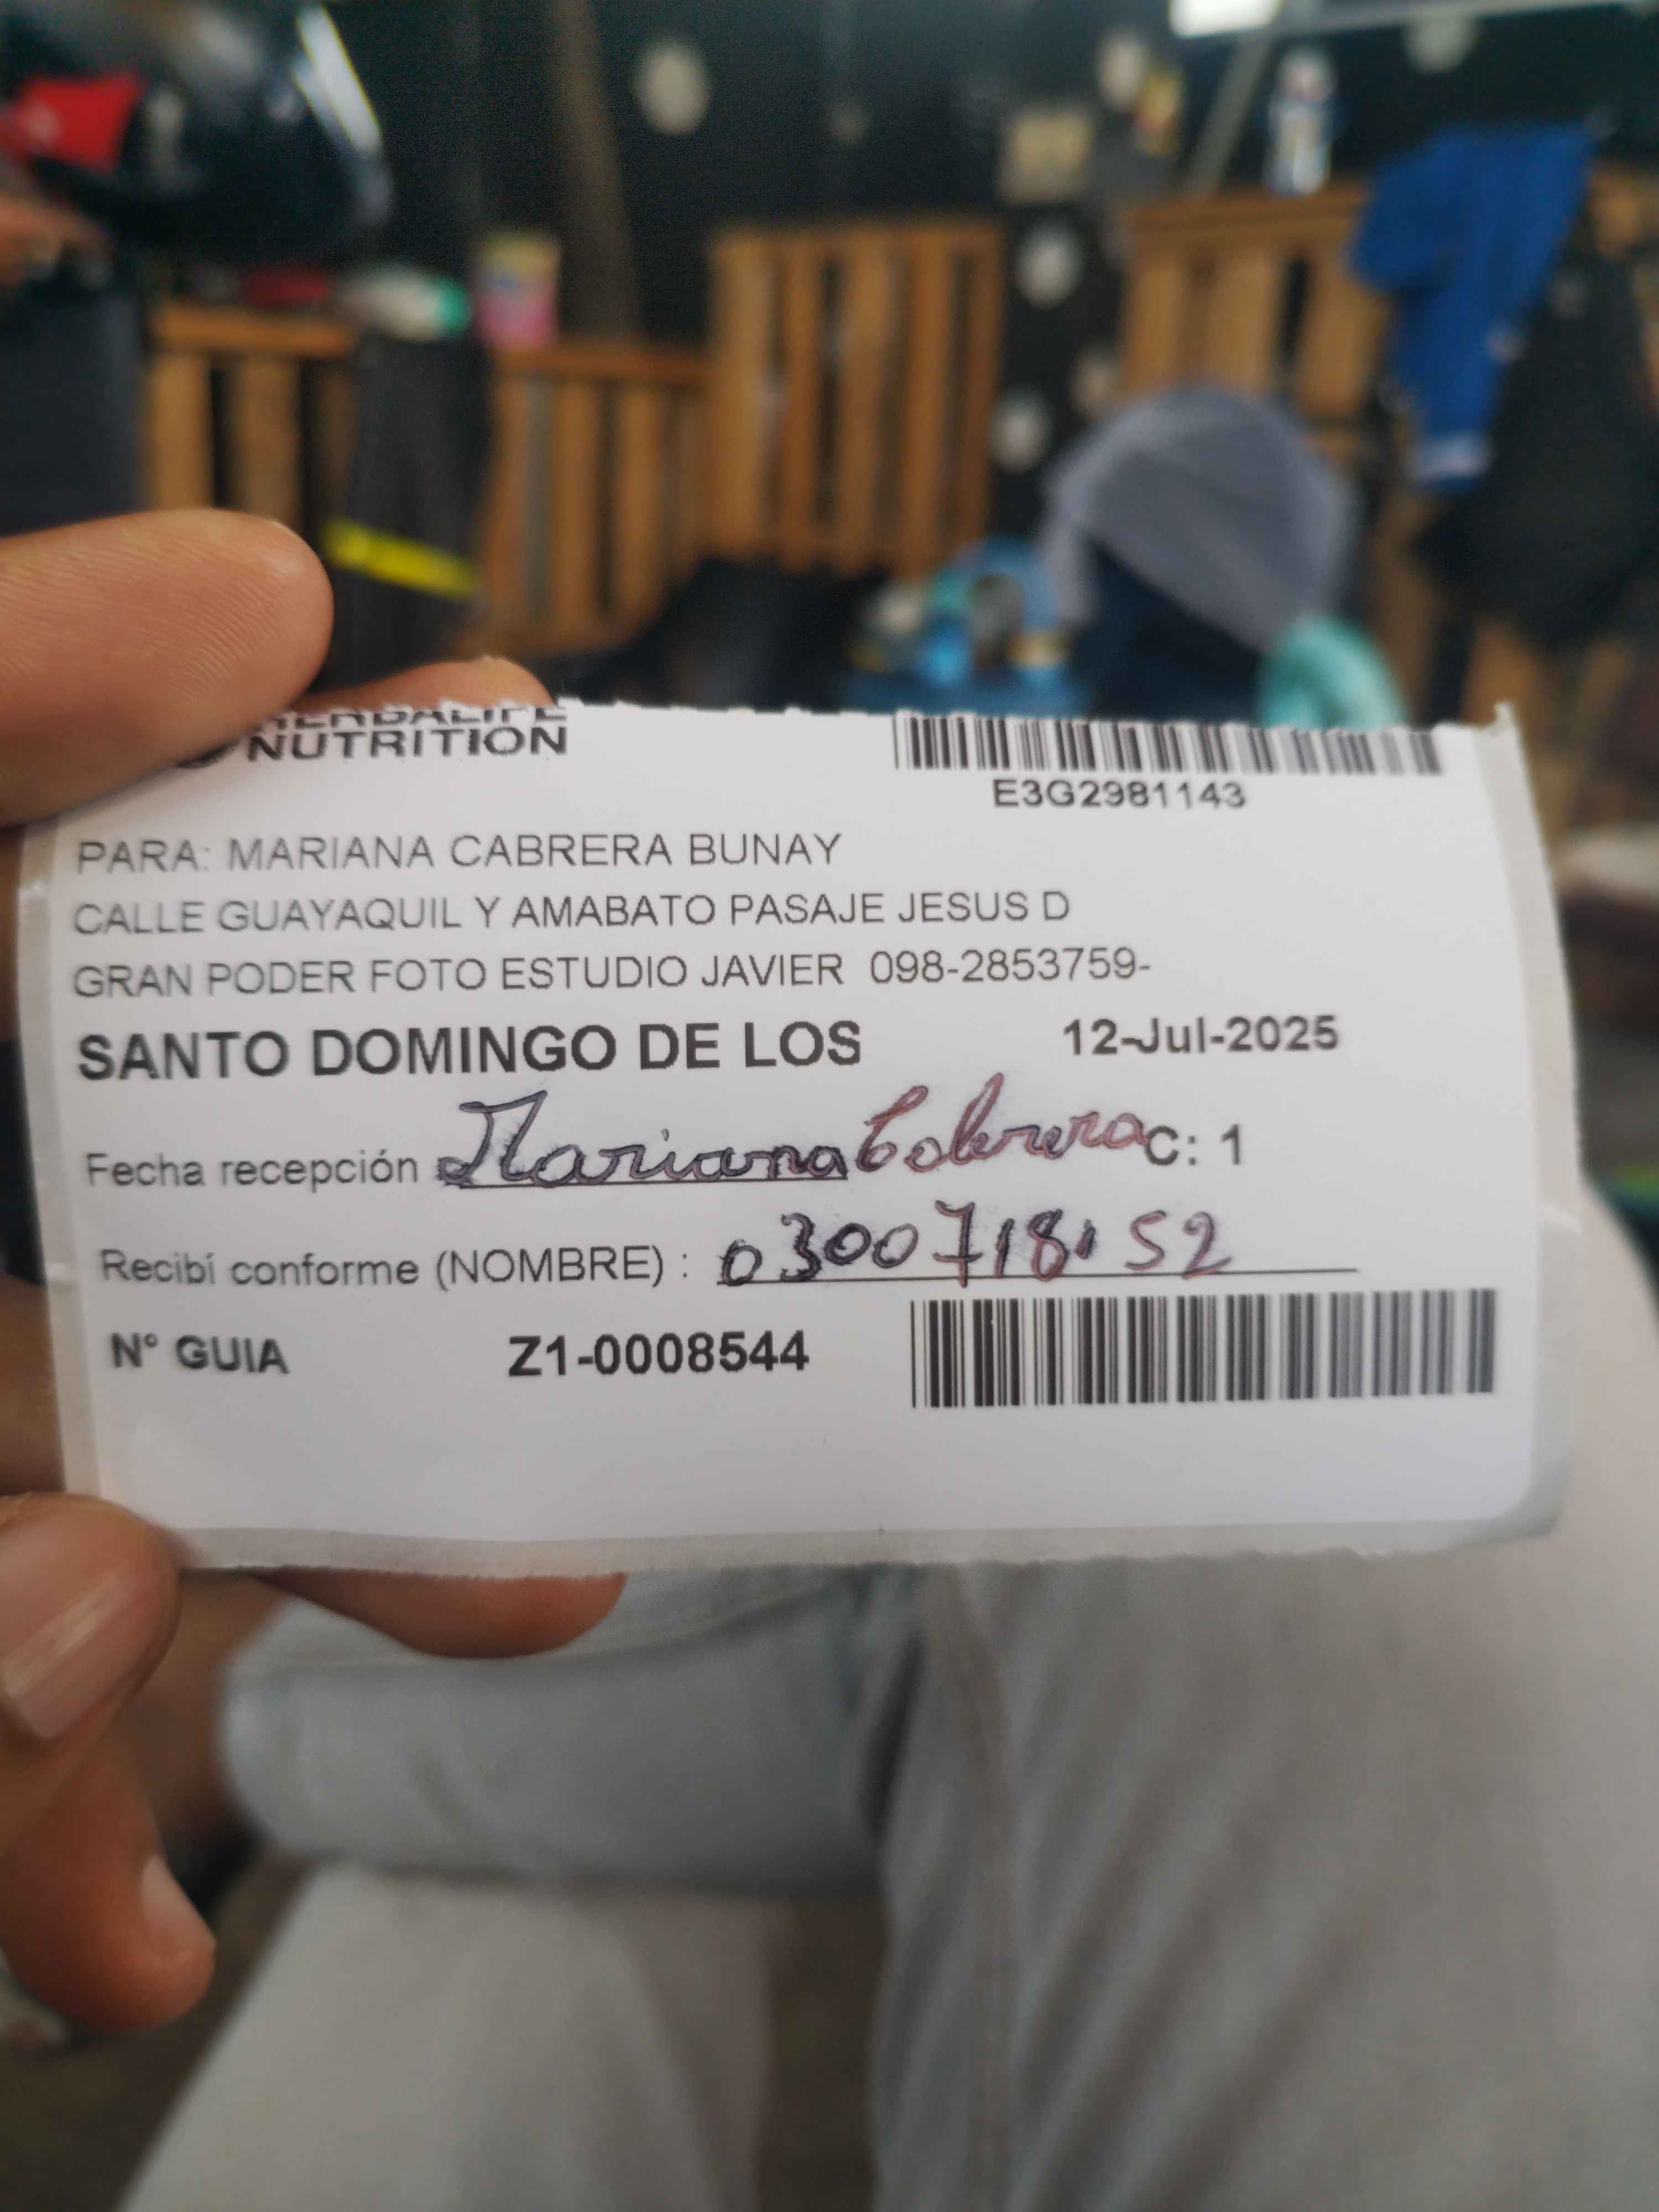 HERBALIFE
NUTRITION
E3G2981143
PARA: MARIANA CABRERA BUNAY
CALLE GUAYAQUIL Y AMABATO PASAJE JESUS D
GRAN PODER FOTO ESTUDIO JAVIER 098-2853759-
SANTO DOMINGO DE LOS 12-Jul-2025
Fecha recepción Mariana Cabrera C: 1
Recibí conforme (NOMBRE) : 0300718152
N° GUIA Z1-0008544